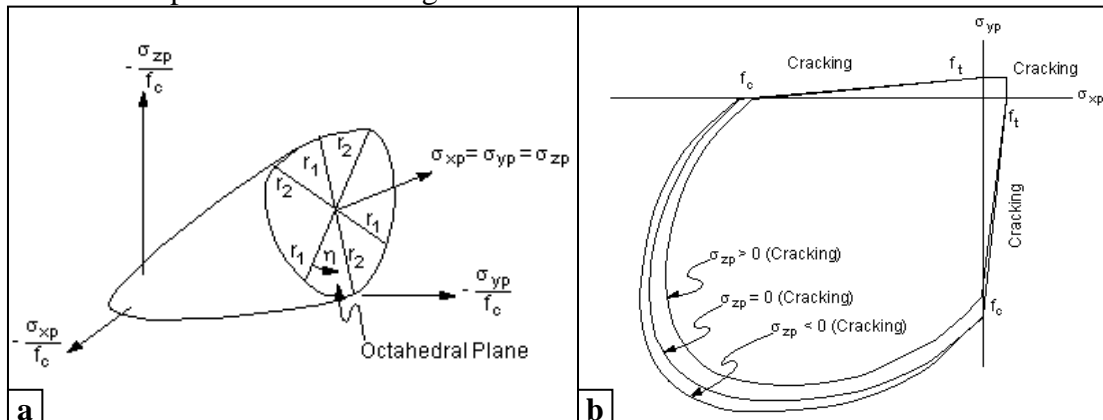 - σzp / fc
r2
r1
r2
r1
r1
η
r2
σxp = σyp = σzp
- σyp / fc
- σxp / fc
Octahedral Plane
a
σyp
Cracking
ft
Cracking
fc
σxp
ft
Cracking
σzp > 0 (Cracking)
σzp = 0 (Cracking)
fc
σzp < 0 (Cracking)
b